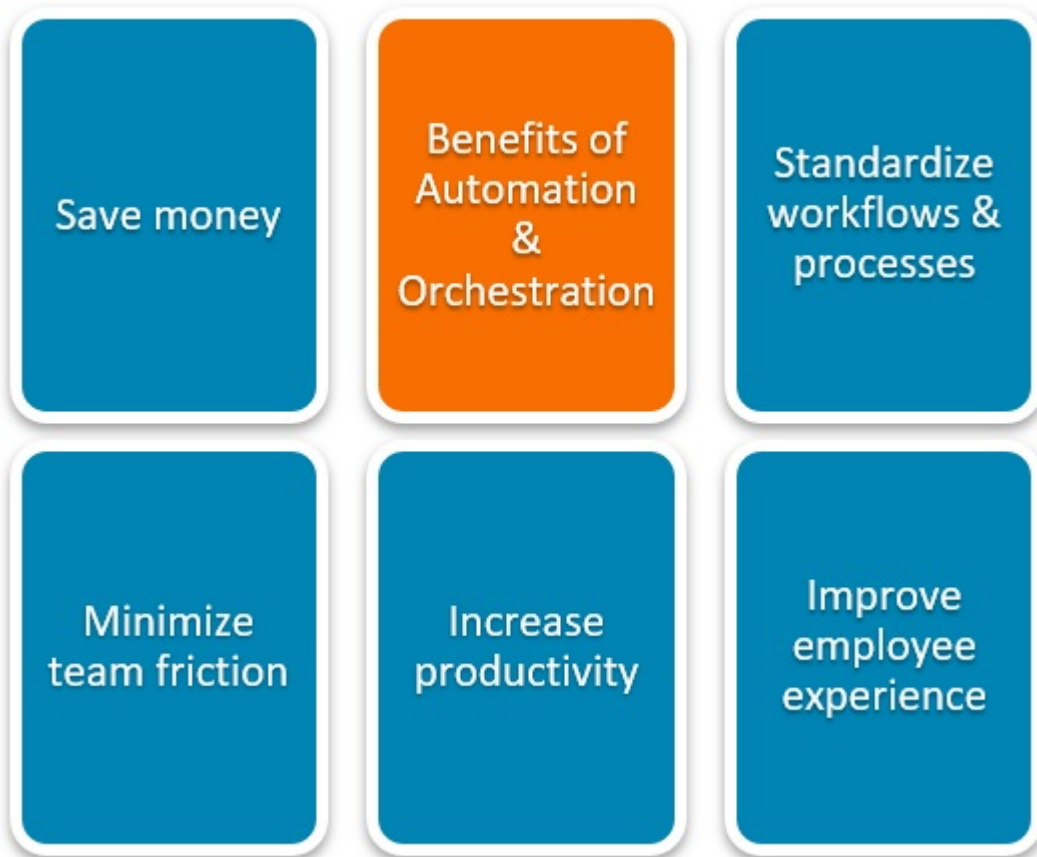 Save money
Benefits of
Automation
&
Orchestration
Standardize
workflows &
processes
Minimize
team friction
Increase
productivity
Improve
employee
experience